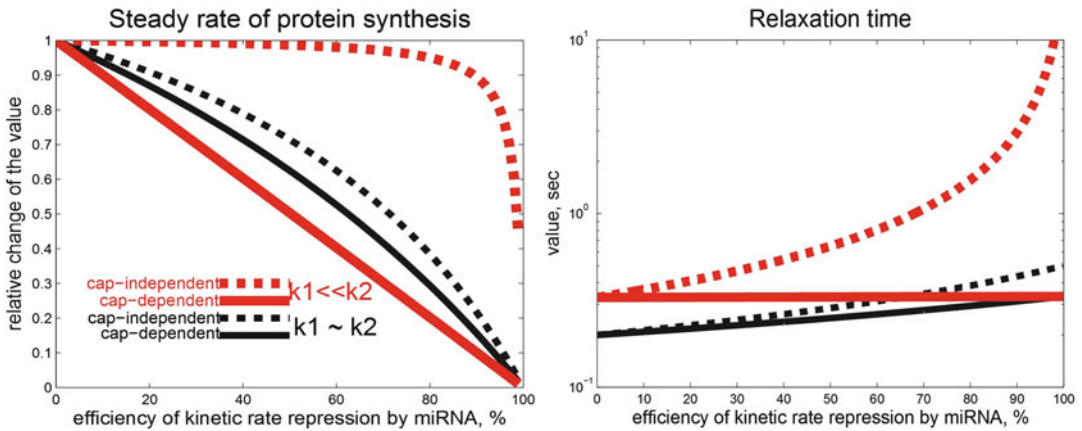 Steady rate of protein synthesis
relative change of the value
1
0.9
0.8
0.7
0.6
0.5
0.4
0.3
0.2
0.1
0
cap-independent
cap-dependent
k1<<k2
cap-independent
cap-dependent
k1 ~ k2
0 20 40 60 80 100
efficiency of kinetic rate repression by miRNA, %
Relaxation time
value, sec
10^1
10^0
10^-1
0 10 20 30 40 50 60 70 80 90 100
efficiency of kinetic rate repression by miRNA, %